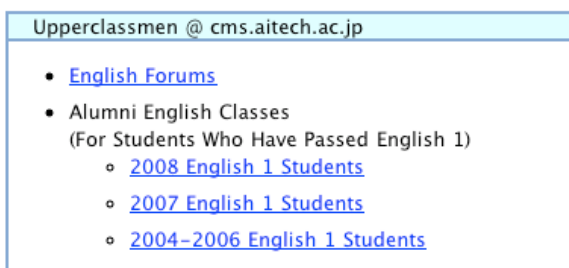 Upperclassmen @ cms.aitech.ac.jp
English Forums
Alumni English Classes
(For Students Who Have Passed English 1)
2008 English 1 Students
2007 English 1 Students
2004-2006 English 1 Students